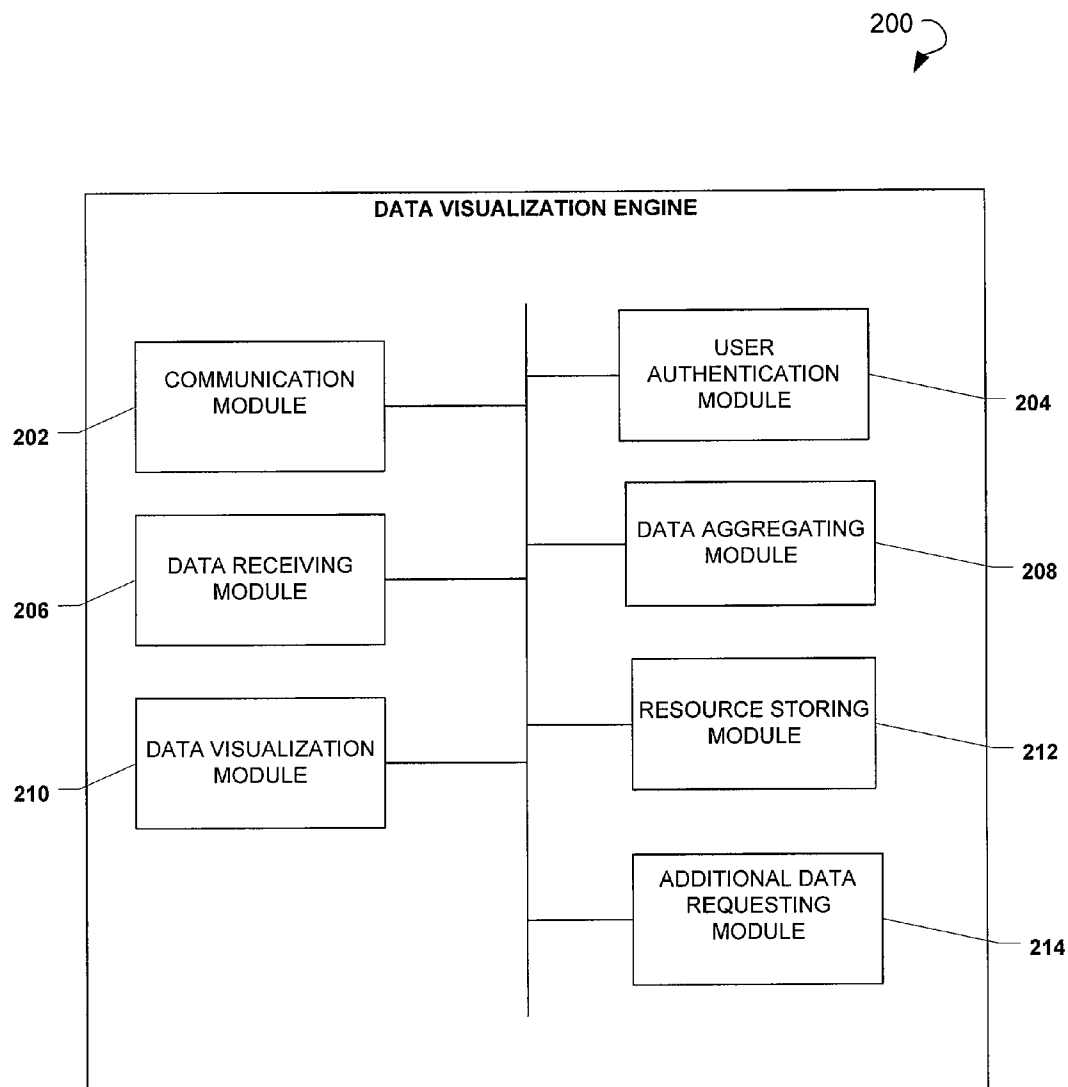 200
DATA VISUALIZATION ENGINE
COMMUNICATION
MODULE
202
USER
AUTHENTICATION
MODULE
204
DATA RECEIVING
MODULE
206
DATA AGGREGATING
MODULE
208
DATA VISUALIZATION
MODULE
210
RESOURCE STORING
MODULE
212
ADDITIONAL DATA
REQUESTING
MODULE
214